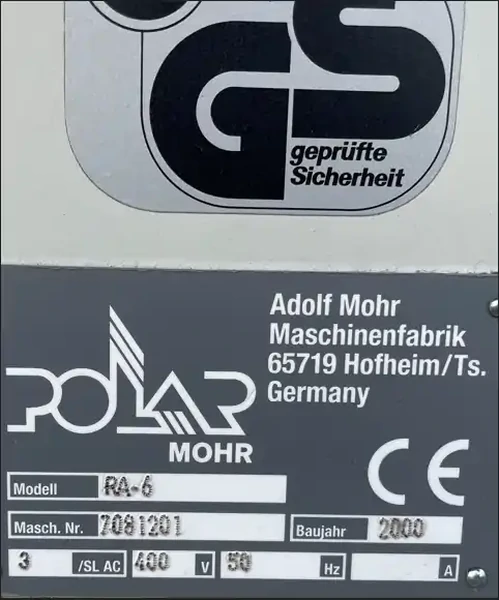 GS
geprüfte
Sicherheit
Adolf Mohr
Maschinenfabrik
65719 Hofheim/Ts.
Germany
POLAR
MOHR
CE
Modell RA-6
Masch. Nr. 7081201 Baujahr 2000
3 /SL AC 400 V 50 Hz A